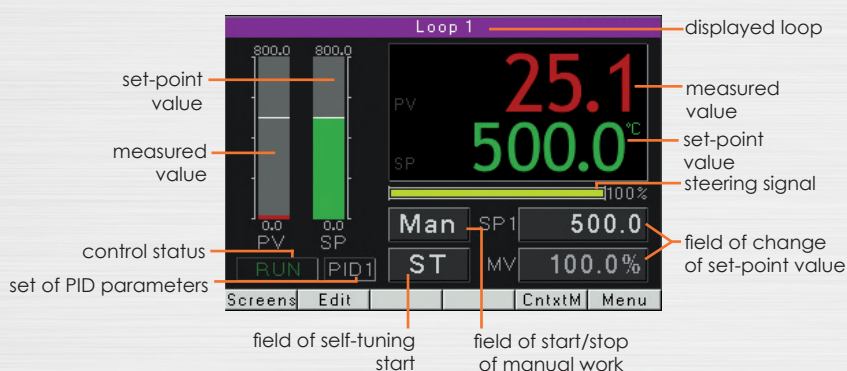 Loop 1
displayed loop
800.0 800.0
set-point
value
measured
value
PV 25.1
measured
value
SP 500.0 °C
set-point
value
steering signal
100%
0.0 0.0
PV SP
Man SP1 500.0
ST MV 100.0%
field of change
of set-point value
control status
RUN PID1
set of PID parameters
Screens Edit CntxtM Menu
field of self-tuning
start
field of start/stop
of manual work